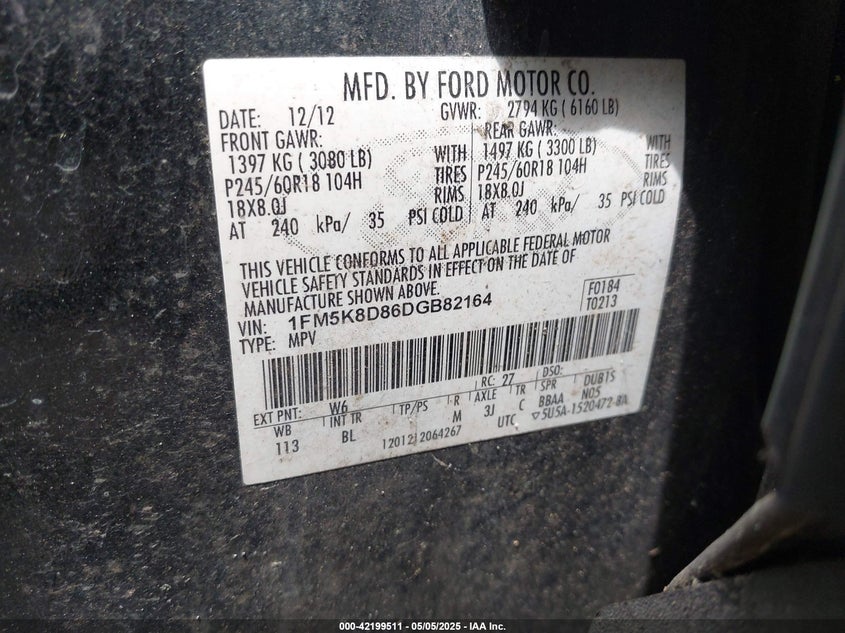 MFD. BY FORD MOTOR CO.
DATE: 12/12 GVWR: 2794 KG ( 6160 LB)
FRONT GAWR: REAR GAWR:
1397 KG ( 3080 LB) WITH 1497 KG ( 3300 LB) WITH
P245/60R18 104H TIRES P245/60R18 104H TIRES
18X8.0J RIMS 18X8.0J RIMS
AT 240 kPa/ 35 PSI COLD AT 240 kPa/ 35 PSI COLD
THIS VEHICLE CONFORMS TO ALL APPLICABLE FEDERAL MOTOR
VEHICLE SAFETY STANDARDS IN EFFECT ON THE DATE OF
MANUFACTURE SHOWN ABOVE.
F0184
T0213
VIN: 1FM5K8D86DGB82164
TYPE: MPV
EXT PNT: W6 RC: 27 DSO:
WB INT TR TP/PS R AXLE TR SPR DUBTS
113 BL M 3J C BBAA N05
1201212064267 UTC ▽5U5A-1520472-BA
000-42199511 - 05/05/2025 - IAA Inc.